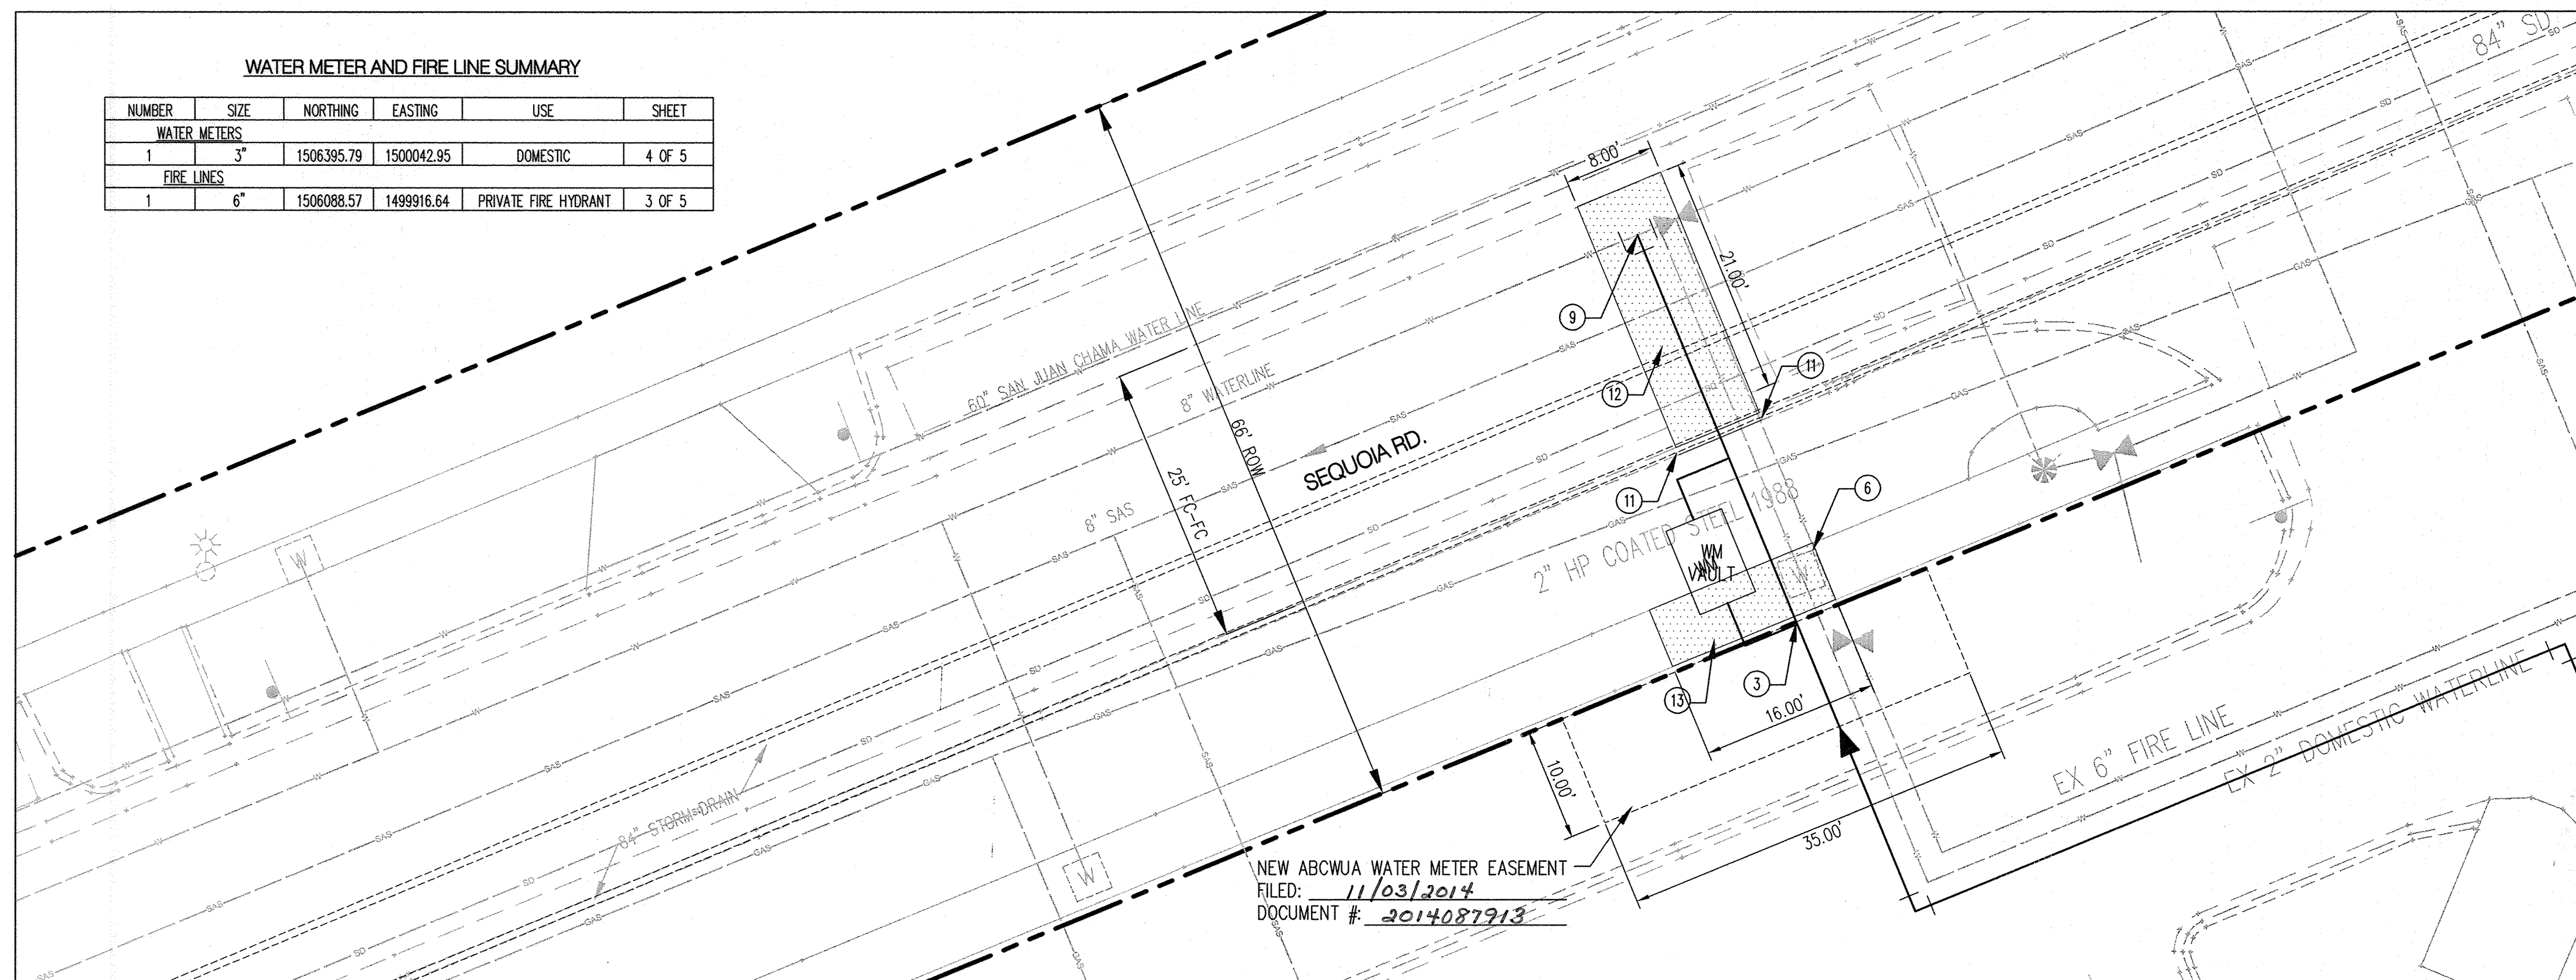 WATER METER AND FIRE LINE SUMMARY
NUMBER SIZE NORTHING EASTING USE SHEET
WATER METERS
1 3" 1506395.79 1500042.95 DOMESTIC 4 OF 5
FIRE LINES
1 6" 1506088.57 1499916.64 PRIVATE FIRE HYDRANT 3 OF 5
84" SD
8.00'
21.00'
9
12
11
11
6
60" SAN JUAN CHAMA WATER LINE
8" WATERLINE
66' ROW
25' FC-FC
SEQUOIA RD.
8" SAS
2" HP COATED STEEL 1988
WM
VAULT
W
W
W
3
13
16.00'
10.00'
35.00'
84" STORM DRAIN
EX 6" FIRE LINE
EX 2" DOMESTIC WATERLINE
NEW ABCWUA WATER METER EASEMENT
FILED: 11/03/2014
DOCUMENT #: 2014087913